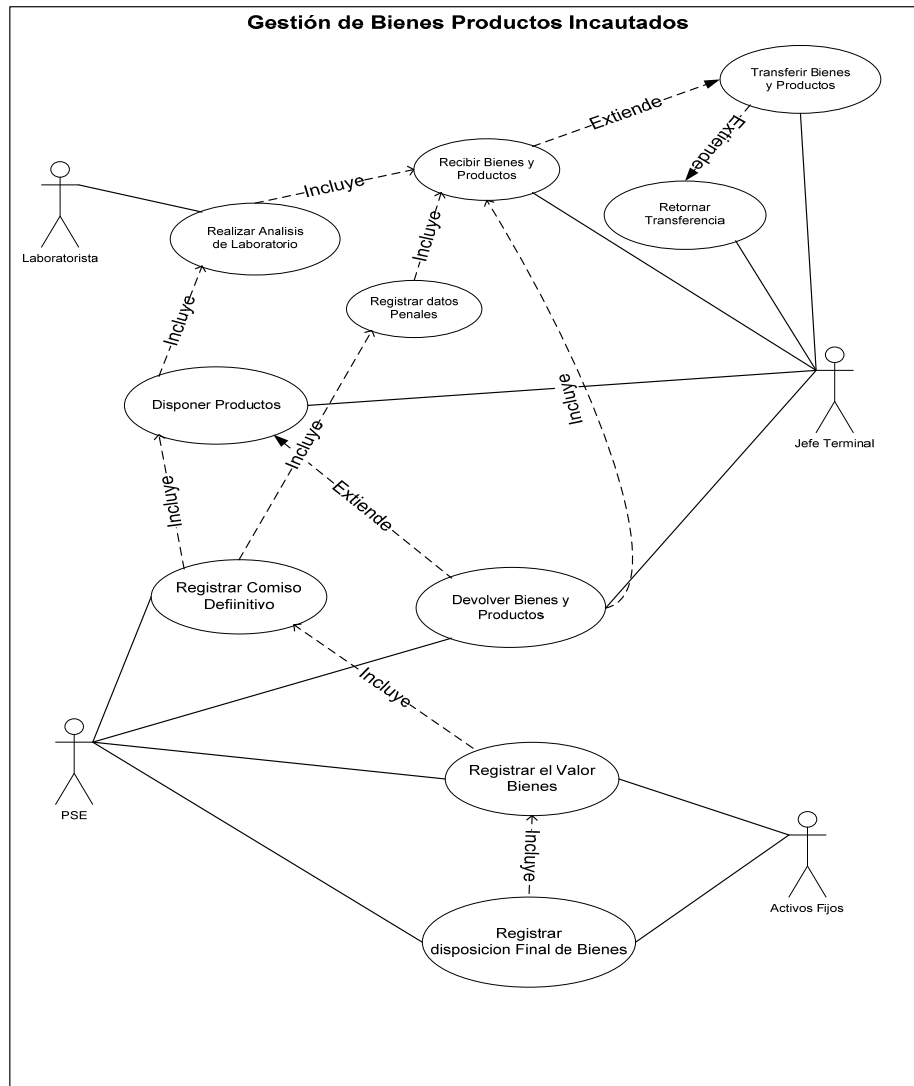 Gestión de Bienes Productos Incautados
Transferir Bienes
y Productos
Extiende
Extiende
Recibir Bienes y
Productos
Incluye
Retornar
Transferencia
Realizar Analisis
de Laboratorio
Laboratorista
Incluye
Registrar datos
Penales
Incluye
Disponer Productos
Incluye
Jefe Terminal
Incluye
Incluye
Extiende
Registrar Comiso
Defiinitivo
Devolver Bienes y
Productos
Incluye
Registrar el Valor
Bienes
PSE
Incluye
Activos Fijos
Registrar
disposicion Final de Bienes